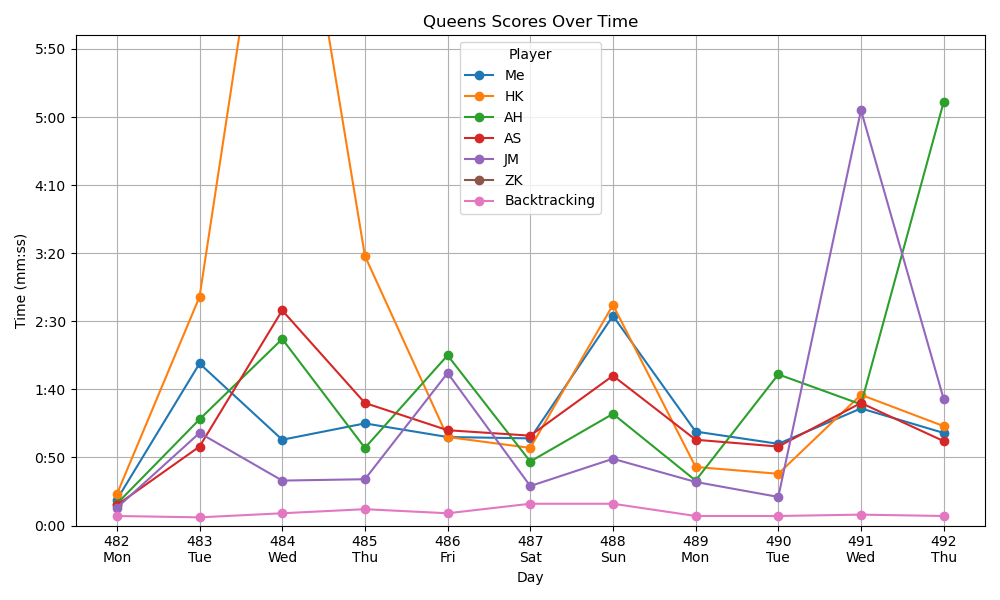 Queens Scores Over Time
Time (mm:ss)
5:50
5:00
4:10
3:20
2:30
1:40
0:50
0:00
Player
Me
HK
AH
AS
JM
ZK
Backtracking
482 483 484 485 486 487 488 489 490 491 492
Mon Tue Wed Thu Fri Sat Sun Mon Tue Wed Thu
Day